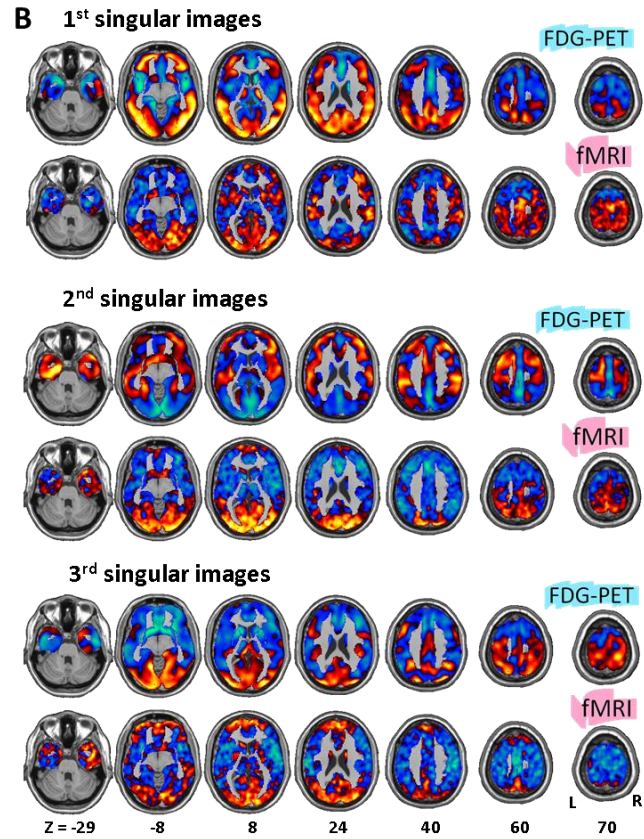 B
1st singular images
FDG-PET
fMRI
2nd singular images
FDG-PET
fMRI
3rd singular images
FDG-PET
fMRI
L R
Z = -29 -8 8 24 40 60 70